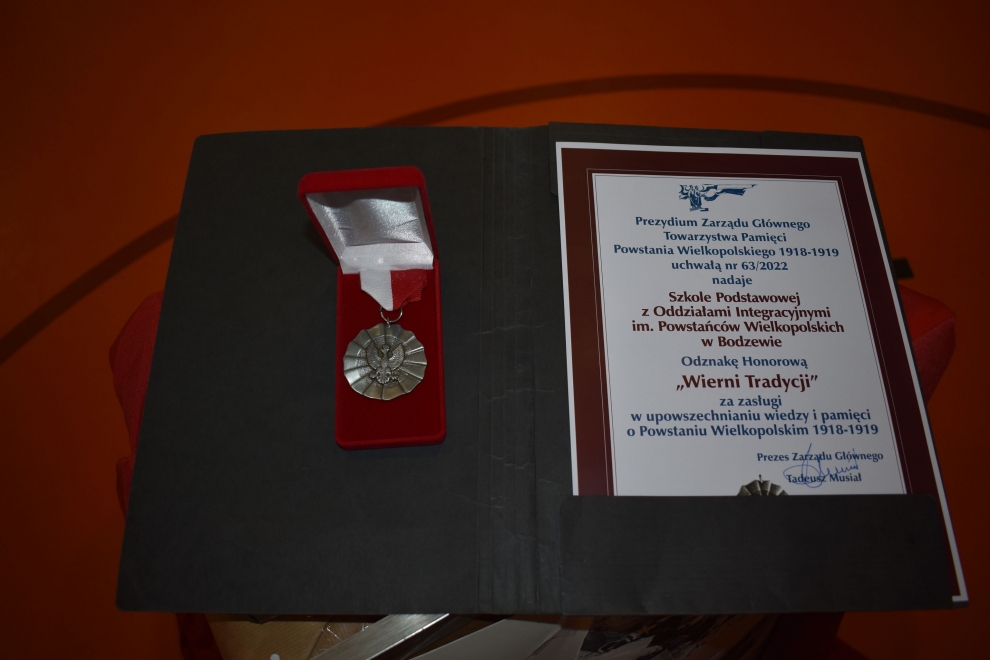 Prezydium Zarządu Głównego
Towarzystwa Pamięci
Powstania Wielkopolskiego 1918-1919
uchwałą nr 63/2022
nadaje
Szkole Podstawowej
z Oddziałami Integracyjnymi
im. Powstańców Wielkopolskich
w Bodzewie
Odznakę Honorową
„Wierni Tradycji”
za zasługi
w upowszechnianiu wiedzy i pamięci
o Powstaniu Wielkopolskim 1918-1919
Prezes Zarządu Głównego
Tadeusz Musiał